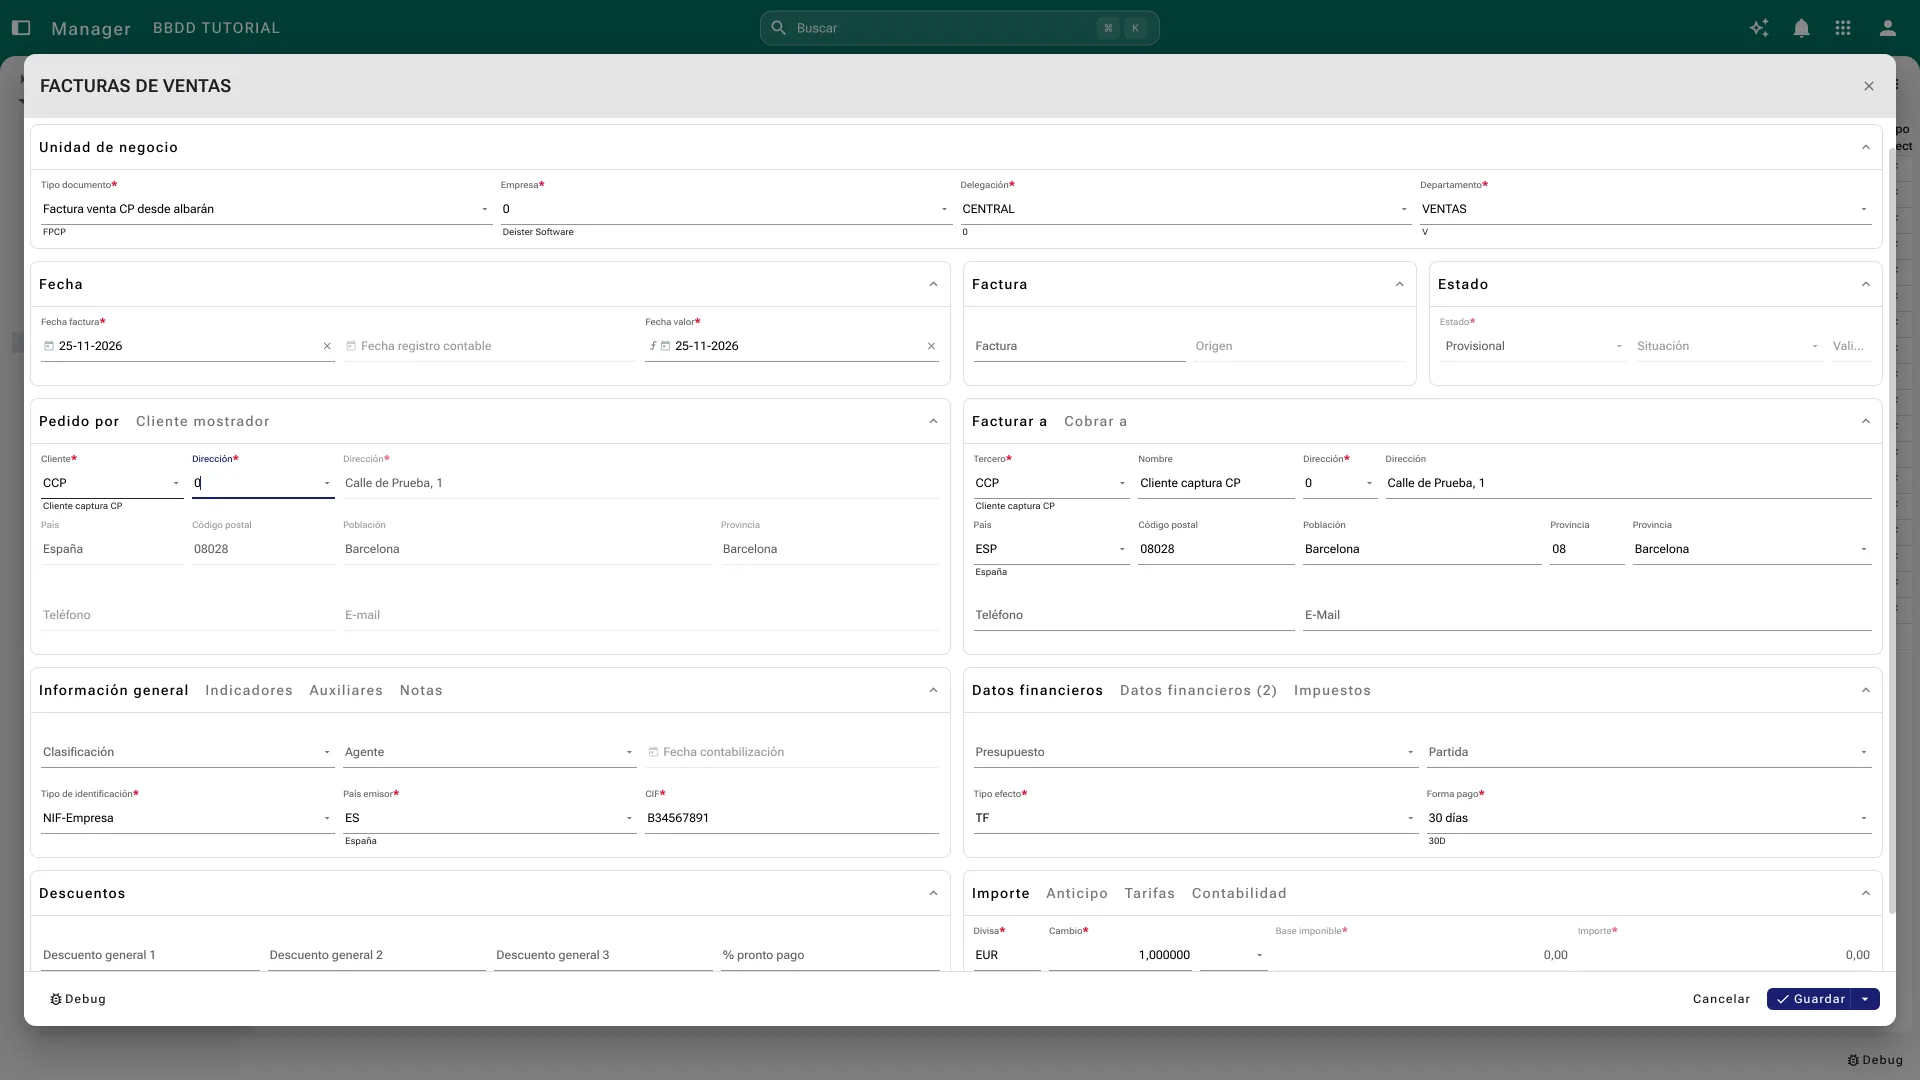 Manager BBDD TUTORIAL Buscar ⌘ K
FACTURAS DE VENTAS
Unidad de negocio
Tipo documento* Empresa* Delegación* Departamento*
Factura venta CP desde albarán 0 CENTRAL VENTAS
FPCP Deister Software 0 V
Fecha Factura Estado
Fecha factura* Fecha valor* Estado*
25-11-2026 Fecha registro contable 25-11-2026 Factura Origen Provisional Situación Vali...
Pedido por Cliente mostrador Facturar a Cobrar a
Cliente* Dirección* Dirección* Tercero* Nombre Dirección* Dirección
CCP 0 Calle de Prueba, 1 CCP Cliente captura CP 0 Calle de Prueba, 1
Cliente captura CP Cliente captura CP
País Código postal Población Provincia País Código postal Población Provincia Provincia
España 08028 Barcelona Barcelona ESP 08028 Barcelona 08 Barcelona
España
Teléfono E-mail Teléfono E-Mail
Información general Indicadores Auxiliares Notas Datos financieros Datos financieros (2) Impuestos
Clasificación Agente Fecha contabilización Presupuesto Partida
Tipo de identificación* País emisor* CIF* Tipo efecto* Forma pago*
NIF-Empresa ES B34567891 TF 30 días
España 30D
Descuentos Importe Anticipo Tarifas Contabilidad
Divisa* Cambio* Base imponible* Importe*
Descuento general 1 Descuento general 2 Descuento general 3 % pronto pago EUR 1,000000 0,00 0,00
Debug Cancelar Guardar
Debug